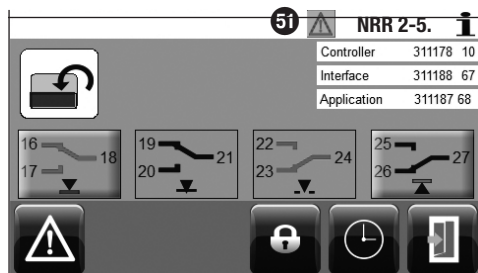 51 NRR 2-5. i
Controller 311178 10
Interface 311188 67
Application 311187 68
16 17 18 19 20 21 22 23 24 25 26 27